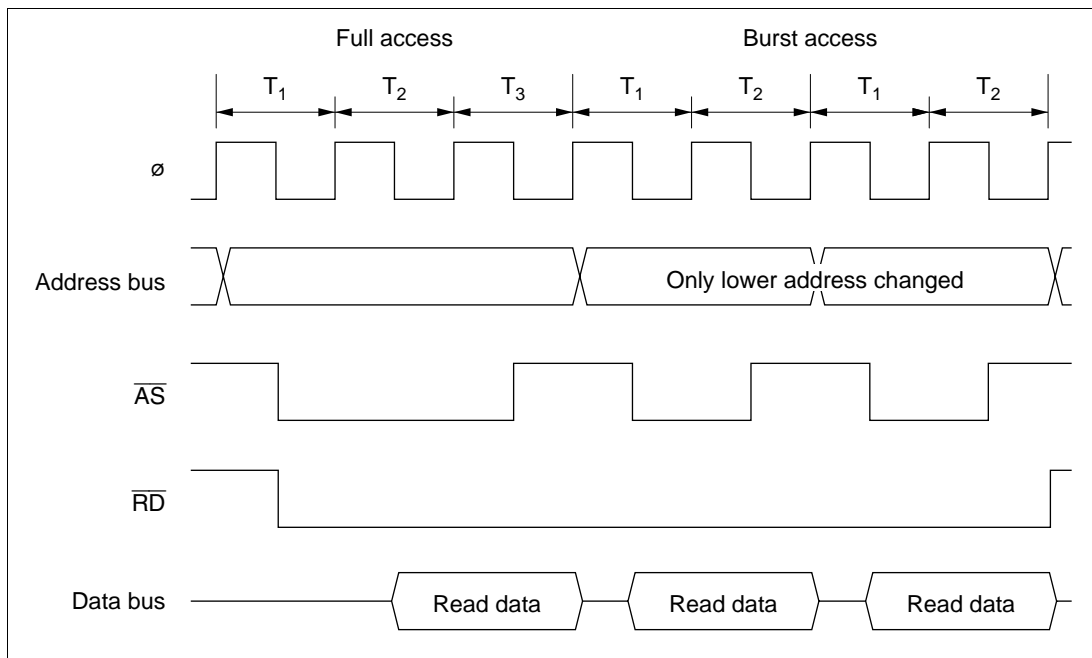 Full access Burst access
T1 T2 T3 T1 T2 T1 T2
ø
Address bus Only lower address changed
AS
RD
Data bus Read data Read data Read data